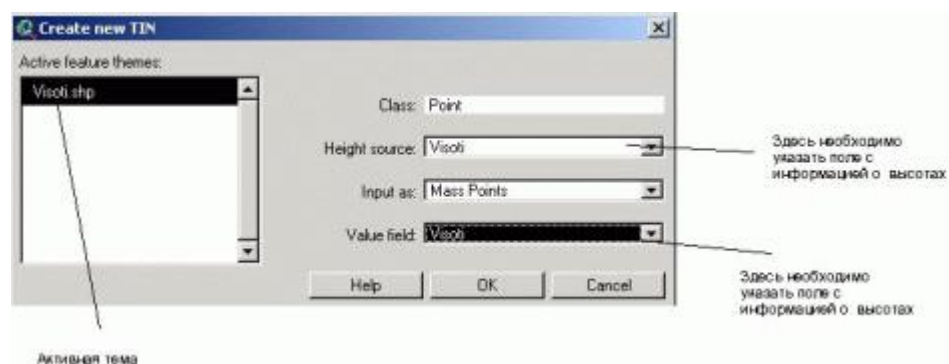 Create new TIN
Active feature themes:
Visoti.shp
Class: Point
Height source: Visoti
Input as: Mass Points
Value field: Visoti
Help OK Cancel
Здесь необходимо
указать поле с
информацией о высотах
Здесь необходимо
указать поле с
информацией о высотах
Активная тема